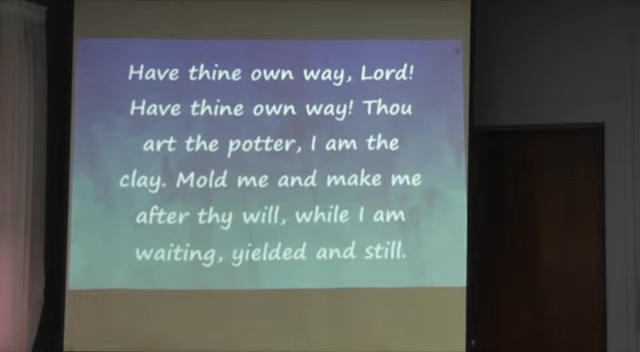 Have thine own way, Lord!
Have thine own way! Thou
art the potter, I am the
clay. Mold me and make me
after thy will, while I am
waiting, yielded and still.